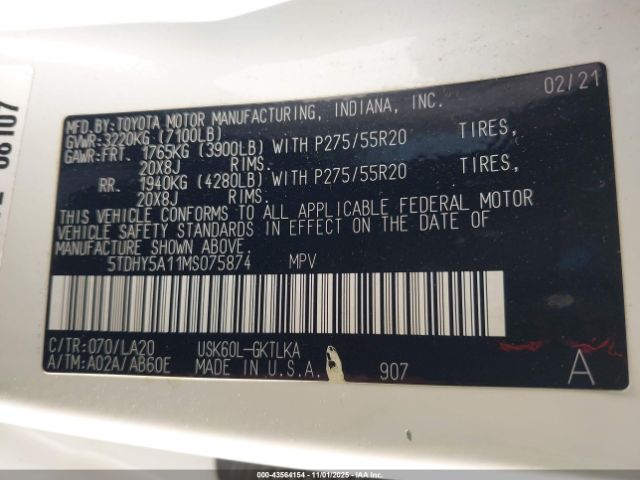 02/21
MFD.BY:TOYOTA MOTOR MANUFACTURING, INDIANA, INC.
GVWR:3220KG (7100LB)
GAWR:FRT. 1765KG (3900LB) WITH P275/55R20 TIRES,
20X8J RIMS.
RR. 1940KG (4280LB) WITH P275/55R20 TIRES,
20X8J RIMS.
THIS VEHICLE CONFORMS TO ALL APPLICABLE FEDERAL MOTOR
VEHICLE SAFETY STANDARDS IN EFFECT ON THE DATE OF
MANUFACTURE SHOWN ABOVE.
5TDHY5A11MS075874 MPV
C/TR:070/LA20 USK60L-GKTLKA
A/TM:A02A/AB60E MADE IN U.S.A. 907 A
000-43564154 - 11/01/2025 - IAA